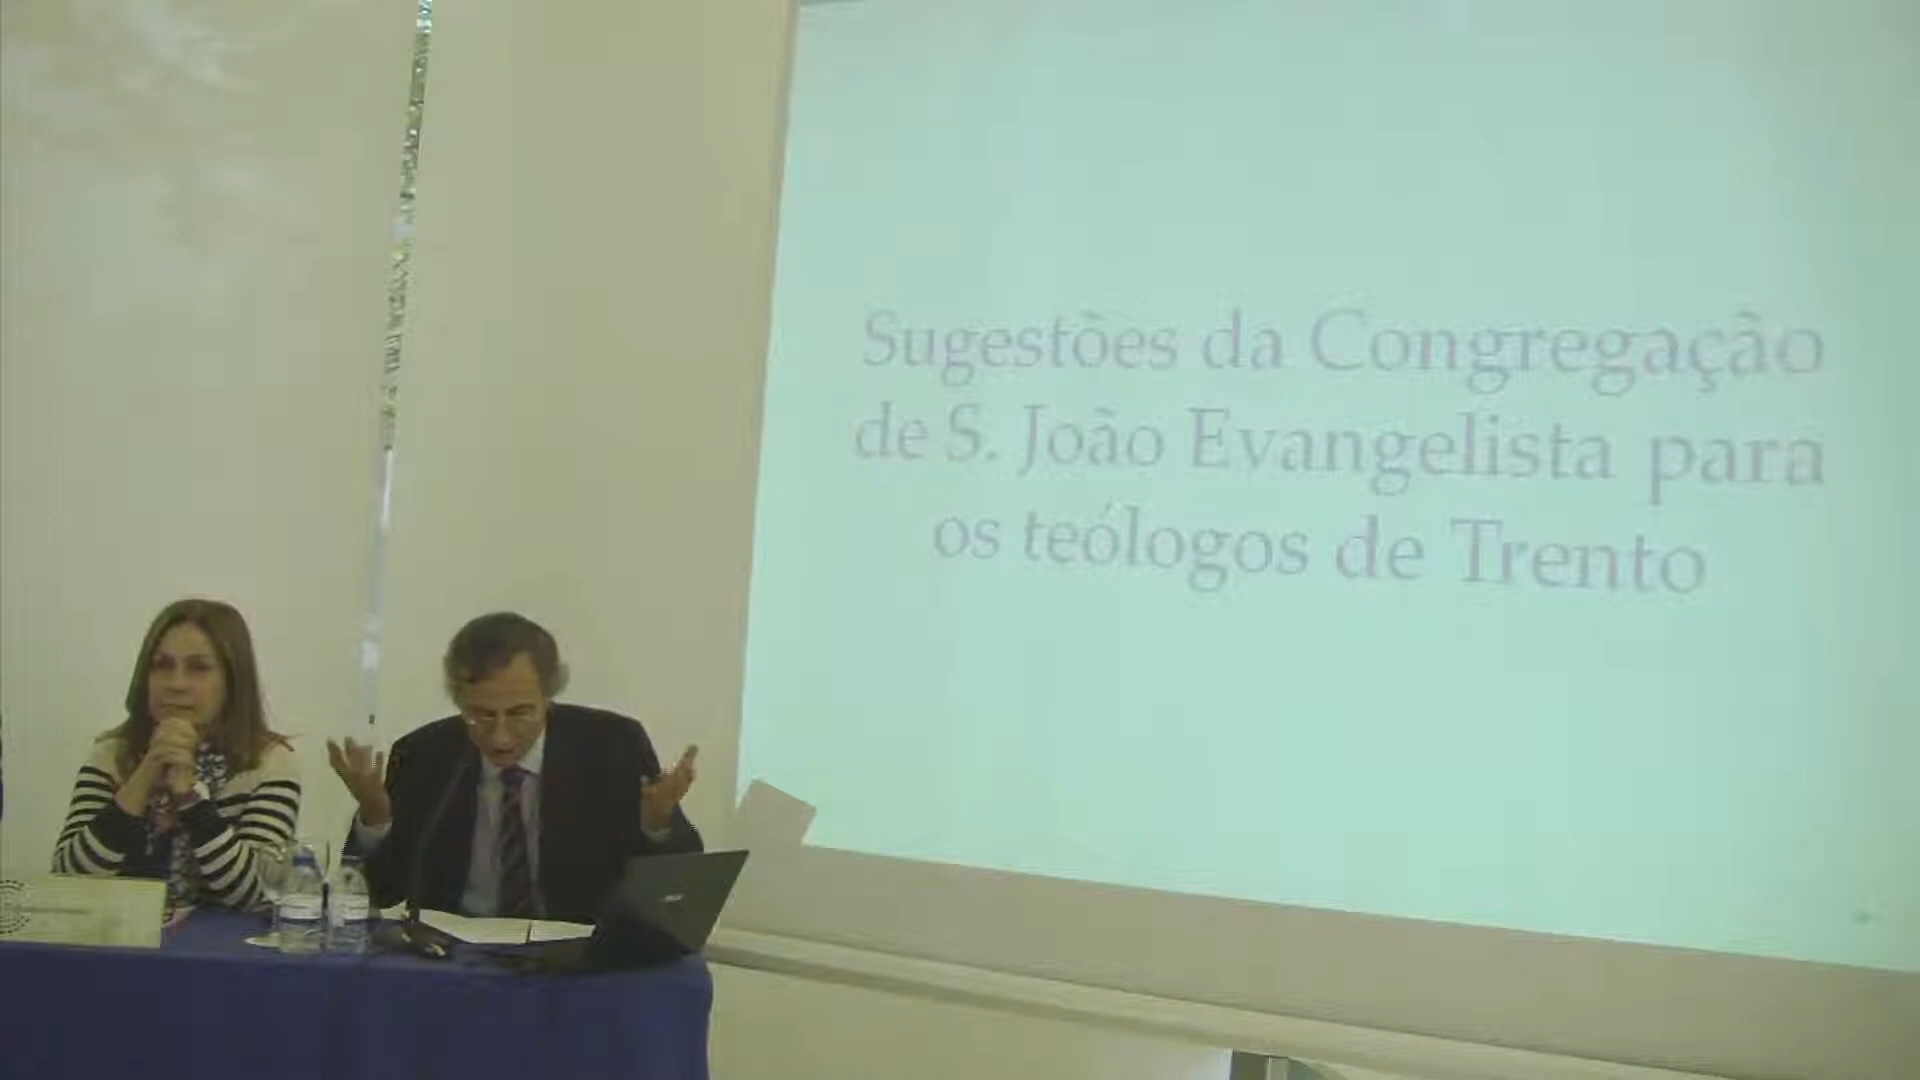 Sugestões da Congregação
de S. João Evangelista para
os teólogos de Trento